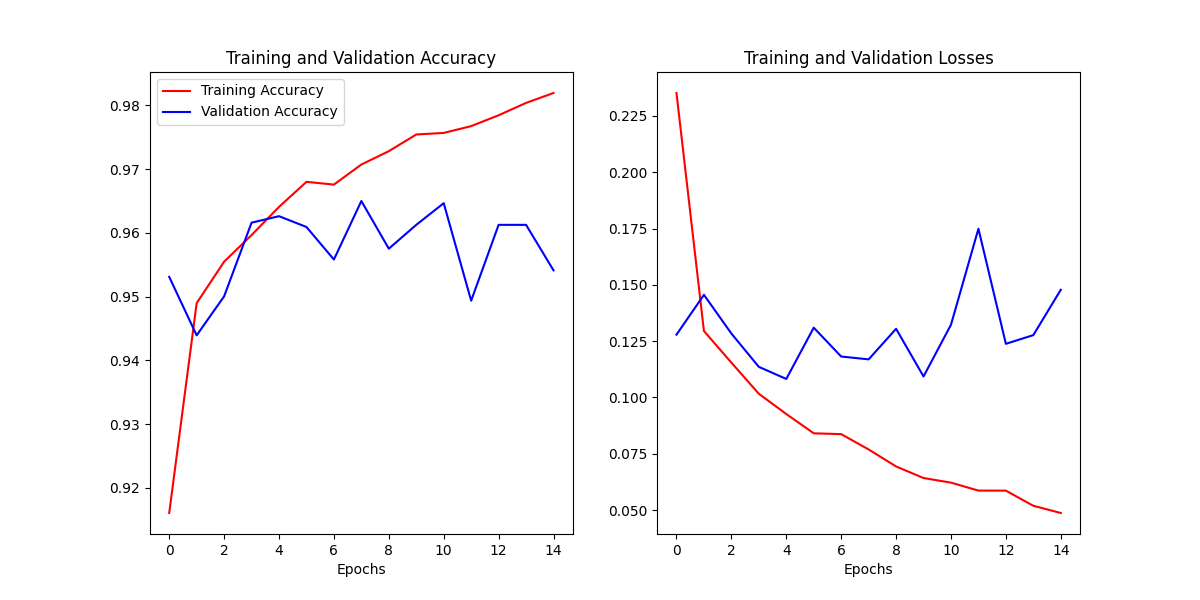 Training and Validation Accuracy
Training Accuracy
Validation Accuracy
0.98
0.97
0.96
0.95
0.94
0.93
0.92
0 2 4 6 8 10 12 14
Epochs
Training and Validation Losses
0.225
0.200
0.175
0.150
0.125
0.100
0.075
0.050
0 2 4 6 8 10 12 14
Epochs